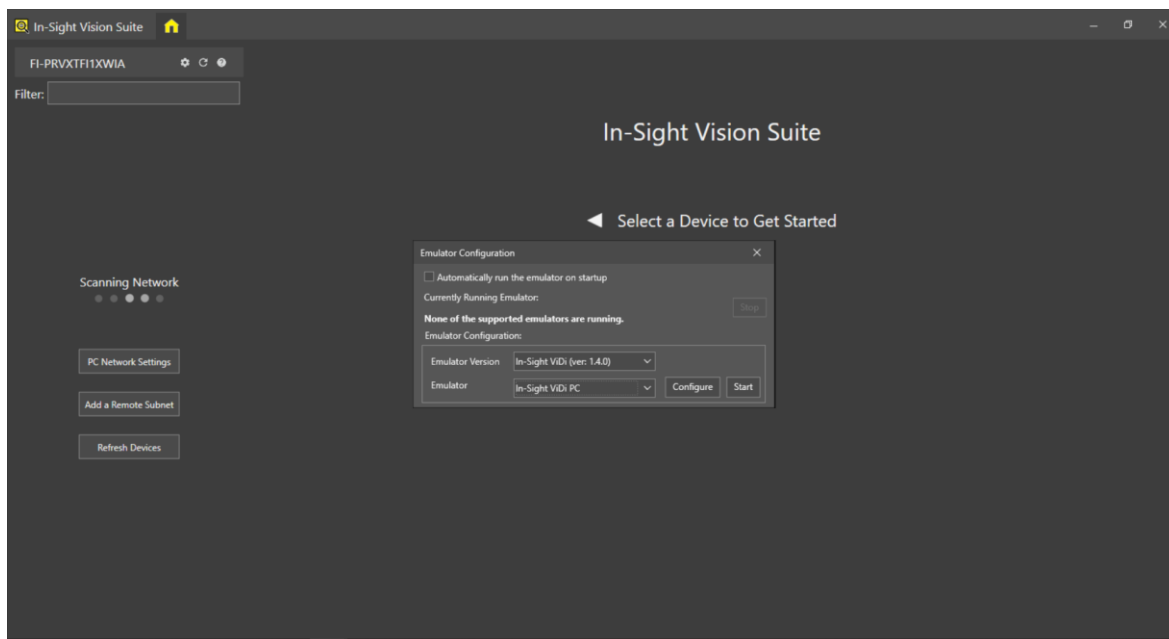 In-Sight Vision Suite
FI-PRVXTFI1XWIA
Filter:
In-Sight Vision Suite
Select a Device to Get Started
Scanning Network
PC Network Settings
Add a Remote Subnet
Refresh Devices
Emulator Configuration
Automatically run the emulator on startup
Currently Running Emulator:
Stop
None of the supported emulators are running.
Emulator Configuration:
Emulator Version In-Sight ViDi (ver: 1.4.0)
Emulator In-Sight ViDi PC Configure Start